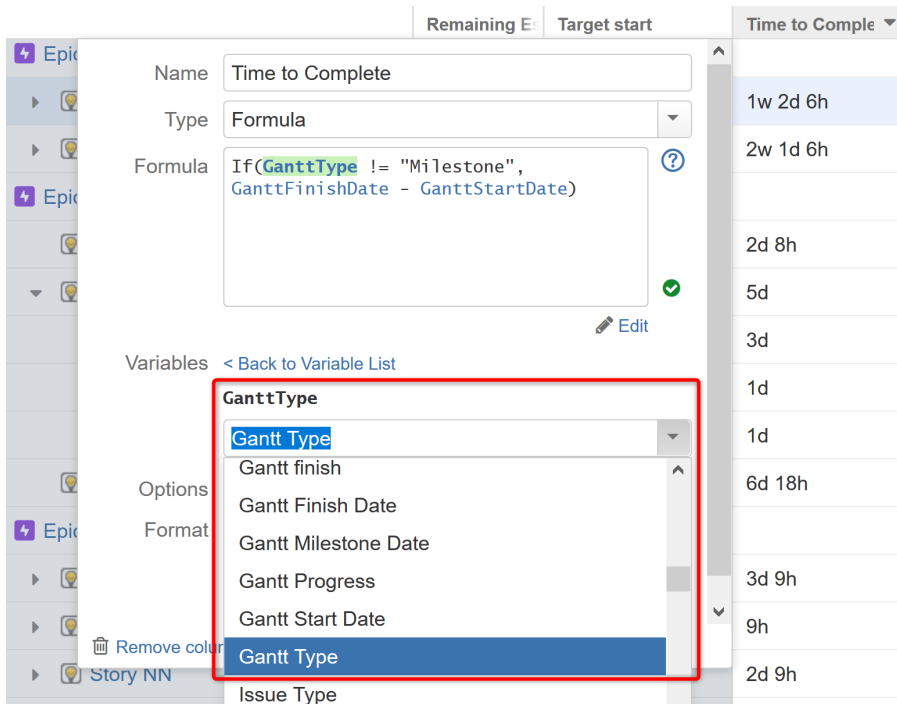 Remaining Es Target start Time to Comple
Epic
Name Time to Complete
1w 2d 6h
Type Formula
2w 1d 6h
Formula If(GanttType != "Milestone",
GanttFinishDate - GanttStartDate)
Epic
2d 8h
5d
Edit
3d
Variables < Back to Variable List
1d
GanttType
Gantt Type
1d
Gantt finish
Options
6d 18h
Gantt Finish Date
Format
Epic
Gantt Milestone Date
Gantt Progress
3d 9h
Gantt Start Date
9h
Remove colu
Gantt Type
Story NN
2d 9h
Issue Type